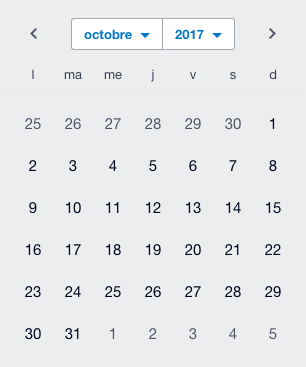 octobre 2017
l ma me j v s d
25 26 27 28 29 30 1
2 3 4 5 6 7 8
9 10 11 12 13 14 15
16 17 18 19 20 21 22
23 24 25 26 27 28 29
30 31 1 2 3 4 5